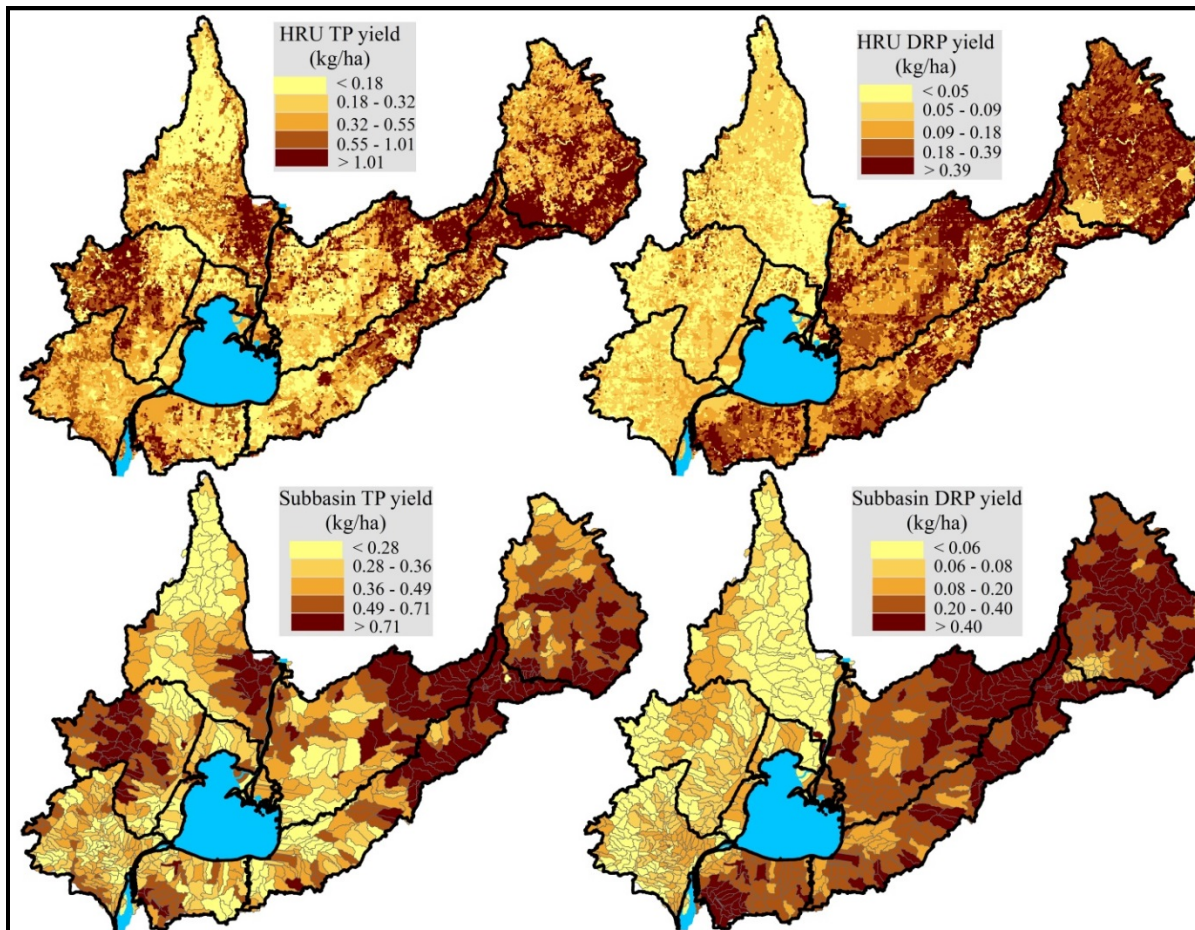 HRU TP yield
(kg/ha)
< 0.18
0.18 - 0.32
0.32 - 0.55
0.55 - 1.01
> 1.01
HRU DRP yield
(kg/ha)
< 0.05
0.05 - 0.09
0.09 - 0.18
0.18 - 0.39
> 0.39
Subbasin TP yield
(kg/ha)
< 0.28
0.28 - 0.36
0.36 - 0.49
0.49 - 0.71
> 0.71
Subbasin DRP yield
(kg/ha)
< 0.06
0.06 - 0.08
0.08 - 0.20
0.20 - 0.40
> 0.40